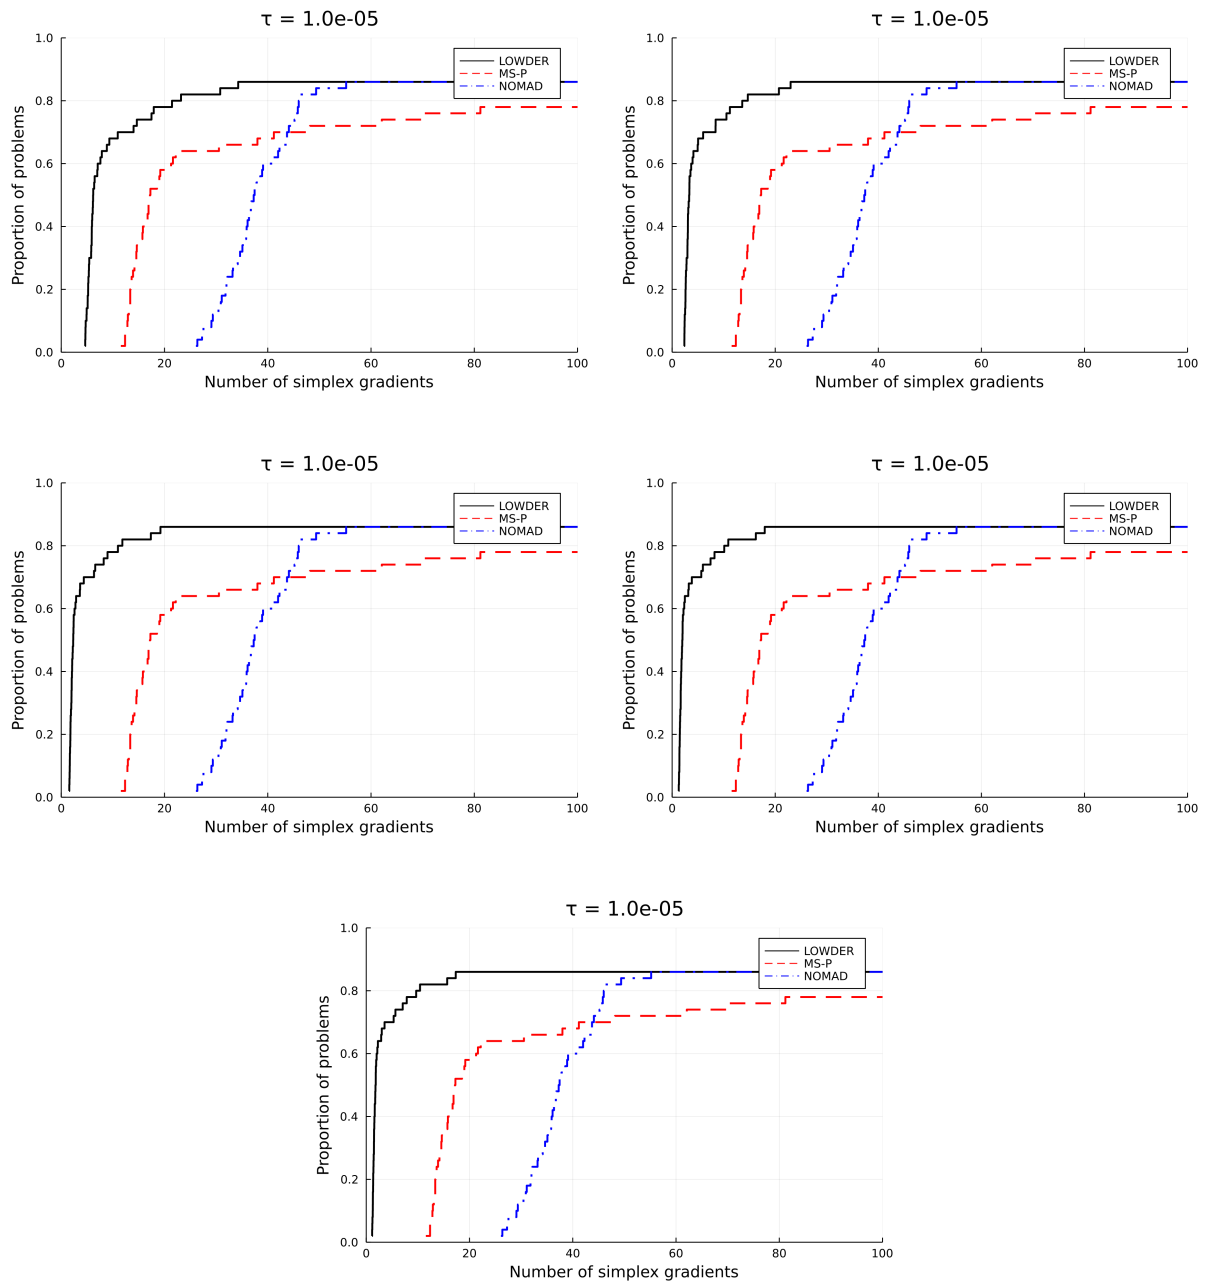 τ = 1.0e-05
1.0
0.8
0.6
0.4
0.2
0.0
Proportion of problems
LOWDER
MS-P
NOMAD
0 20 40 60 80 100
Number of simplex gradients
τ = 1.0e-05
1.0
0.8
0.6
0.4
0.2
0.0
Proportion of problems
LOWDER
MS-P
NOMAD
0 20 40 60 80 100
Number of simplex gradients
τ = 1.0e-05
1.0
0.8
0.6
0.4
0.2
0.0
Proportion of problems
LOWDER
MS-P
NOMAD
0 20 40 60 80 100
Number of simplex gradients
τ = 1.0e-05
1.0
0.8
0.6
0.4
0.2
0.0
Proportion of problems
LOWDER
MS-P
NOMAD
0 20 40 60 80 100
Number of simplex gradients
τ = 1.0e-05
1.0
0.8
0.6
0.4
0.2
0.0
Proportion of problems
LOWDER
MS-P
NOMAD
0 20 40 60 80 100
Number of simplex gradients